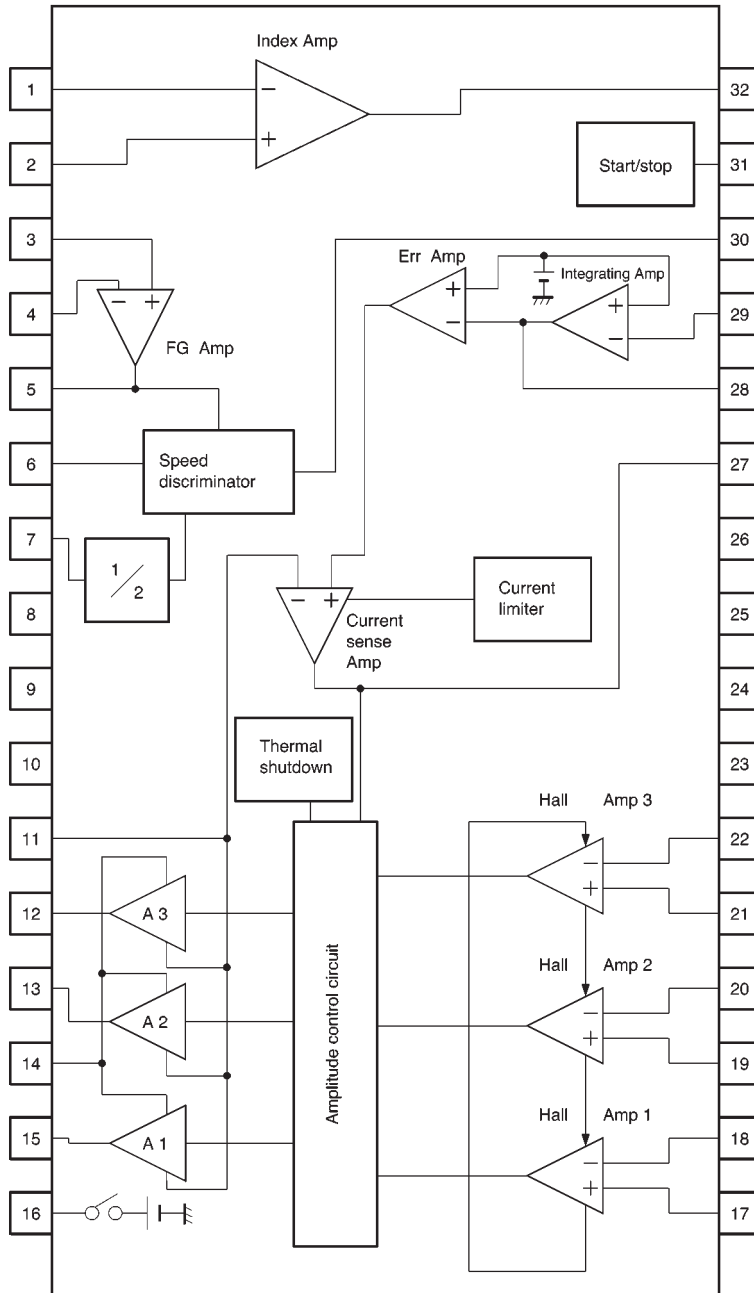 Index Amp
1
−
32
2
+
Start/stop
31
3
30
Err Amp
Integrating Amp
4
− +
+
−
+
−
29
FG Amp
5
28
6
Speed
discriminator
27
7
1/2
26
8
− +
Current
sense
Amp
Current
limiter
25
9
24
10
Thermal
shutdown
23
Hall Amp 3
11
−
+
22
12
A 3
21
Amplitude control circuit
Hall Amp 2
13
A 2
−
+
20
14
19
Hall Amp 1
15
A 1
−
+
18
16
17